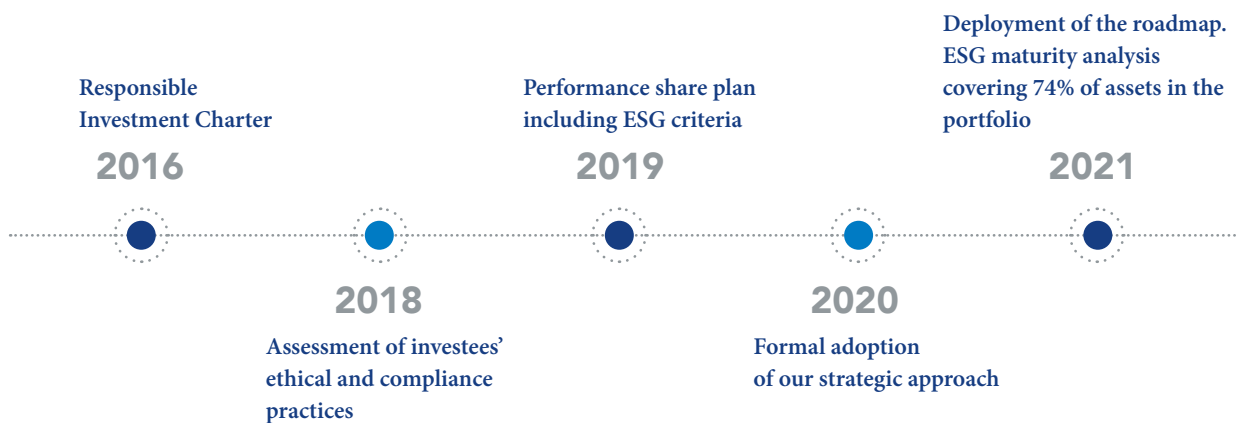 Responsible
Investment Charter
2016
Assessment of investees’
ethical and compliance
practices
2018
Performance share plan
including ESG criteria
2019
Formal adoption
of our strategic approach
2020
Deployment of the roadmap.
ESG maturity analysis
covering 74% of assets in the
portfolio
2021